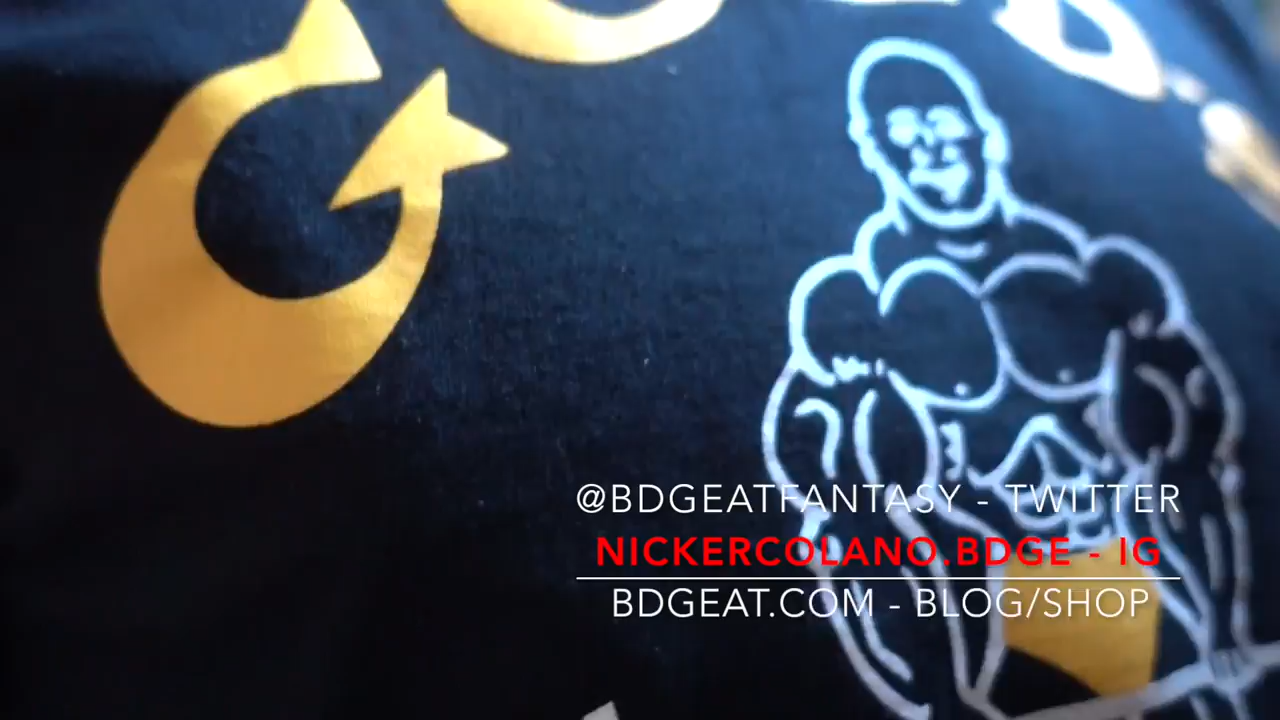 @BDGEATFANTASY - TWITTER
NICKERCOLANO.BDGE - IG
BDGEAT.COM - BLOG/SHOP